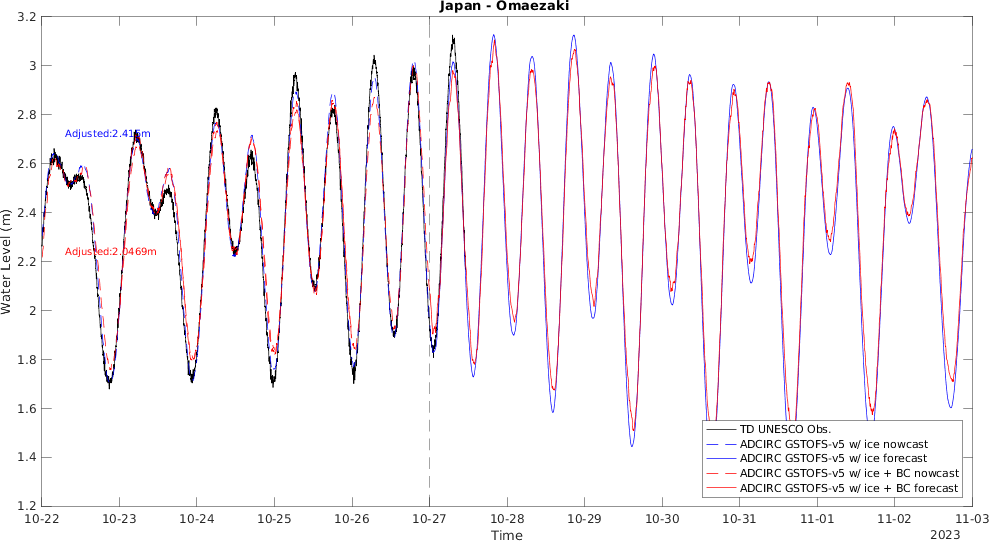 Japan - Omaezaki
3.2
3
2.8
2.6
2.4
2.2
2
1.8
1.6
1.4
1.2
Water Level (m)
Adjusted:2.415m
Adjusted:2.0469m
TD UNESCO Obs.
ADCIRC GSTOFS-v5 w/ ice nowcast
ADCIRC GSTOFS-v5 w/ ice forecast
ADCIRC GSTOFS-v5 w/ ice + BC nowcast
ADCIRC GSTOFS-v5 w/ ice + BC forecast
10-22 10-23 10-24 10-25 10-26 10-27 10-28 10-29 10-30 10-31 11-01 11-02 11-03
Time
2023